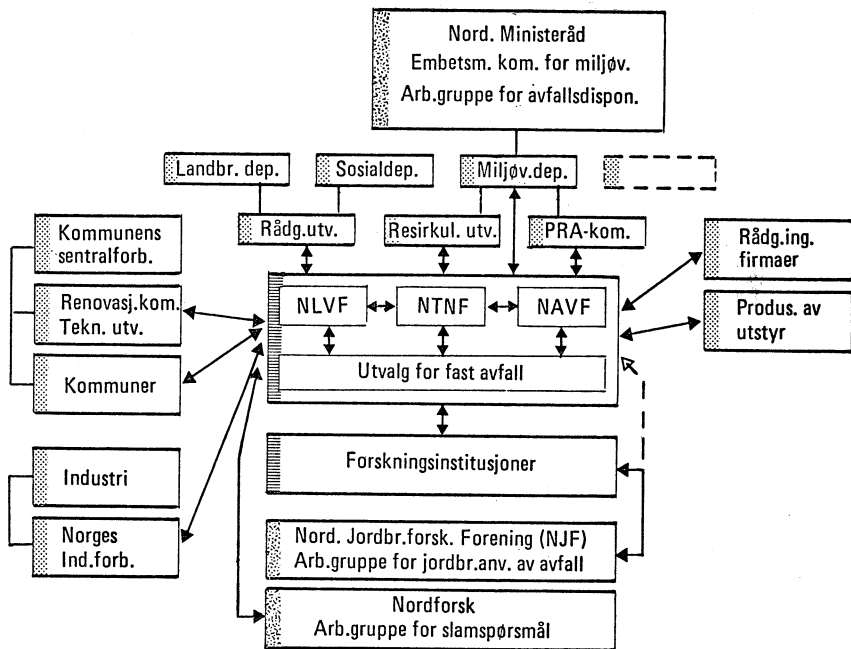 Nord. Ministeråd
Embetsm. kom. for miljøv.
Arb.gruppe for avfallsdispon.
Landbr. dep.
Sosialdep.
Miljøv.dep.
Rådg.utv.
Resirkul. utv.
PRA-kom.
Kommunens
sentralforb.
Renovasj.kom.
Tekn. utv.
Kommuner
Industri
Norges
Ind.forb.
NLVF
NTNF
NAVF
Utvalg for fast avfall
Rådg.ing.
firmaer
Produs. av
utstyr
Forskningsinstitusjoner
Nord. Jordbr.forsk. Forening (NJF)
Arb.gruppe for jordbr.anv. av avfall
Nordforsk
Arb.gruppe for slamspørsmål